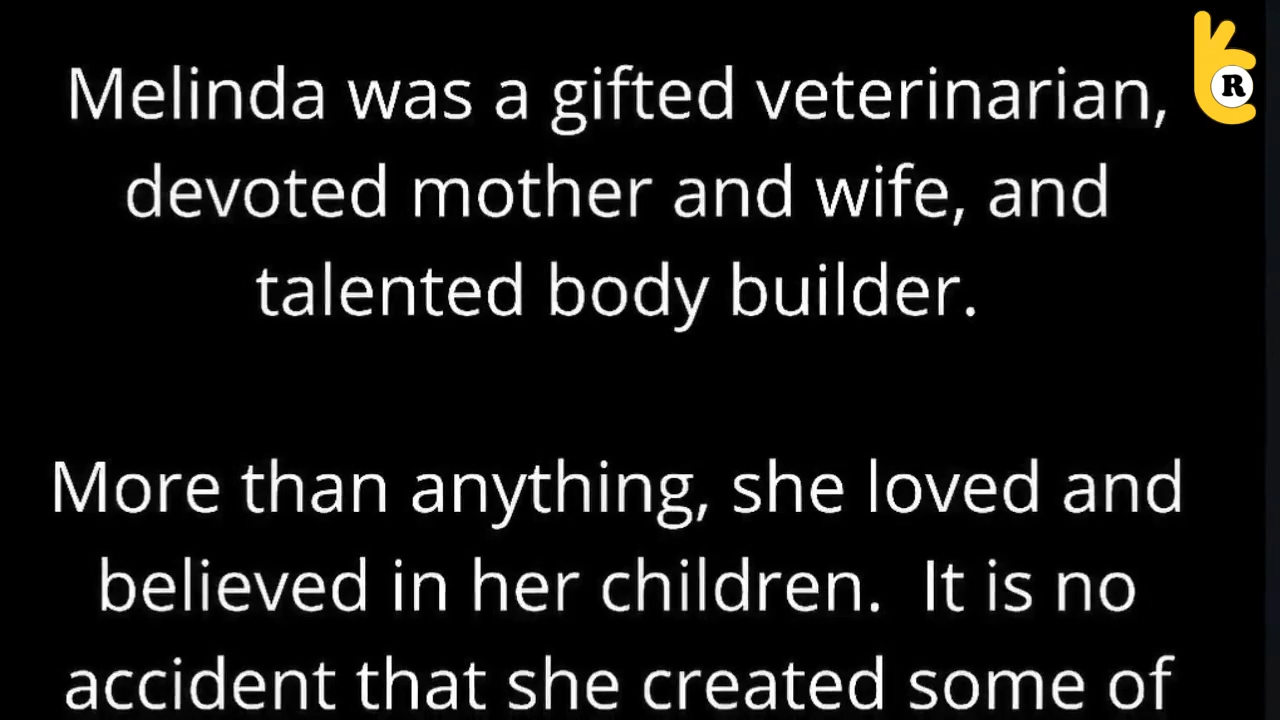 Melinda was a gifted veterinarian,
devoted mother and wife, and
talented body builder.
More than anything, she loved and
believed in her children.  It is no
accident that she created some of
R